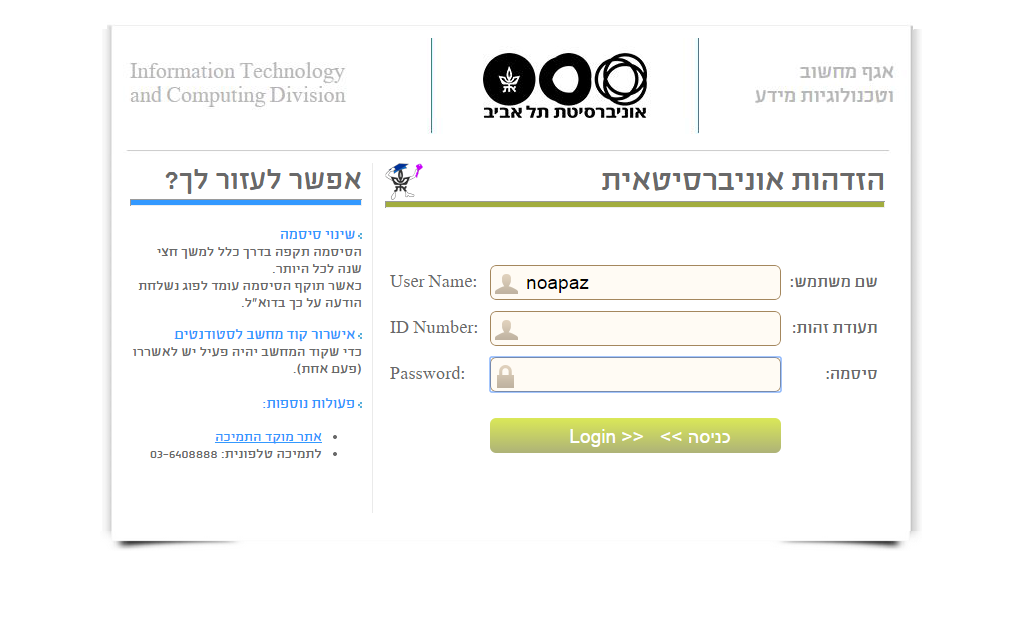 Information Technology
and Computing Division
אוניברסיטת תל אביב
אגף מחשוב
וטכנולוגיות מידע
הזדהות אוניברסיטאית
User Name:
noapaz
שם משתמש:
ID Number:
תעודת זהות:
Password:
סיסמה:
Login >>   כניסה >>
אפשר לעזור לך?
שינוי סיסמה
הסיסמה תקפה בדרך כלל למשך חצי
שנה לכל היותר.
כאשר תוקף הסיסמה עומד לפוג נשלחת
הודעה על כך בדוא"ל.
אישרור קוד מחשב לסטודנטים
כדי שקוד המחשב יהיה פעיל יש לאשררו
(פעם אחת).
פעולות נוספות:
אתר מוקד התמיכה
לתמיכה טלפונית: 03-6408888